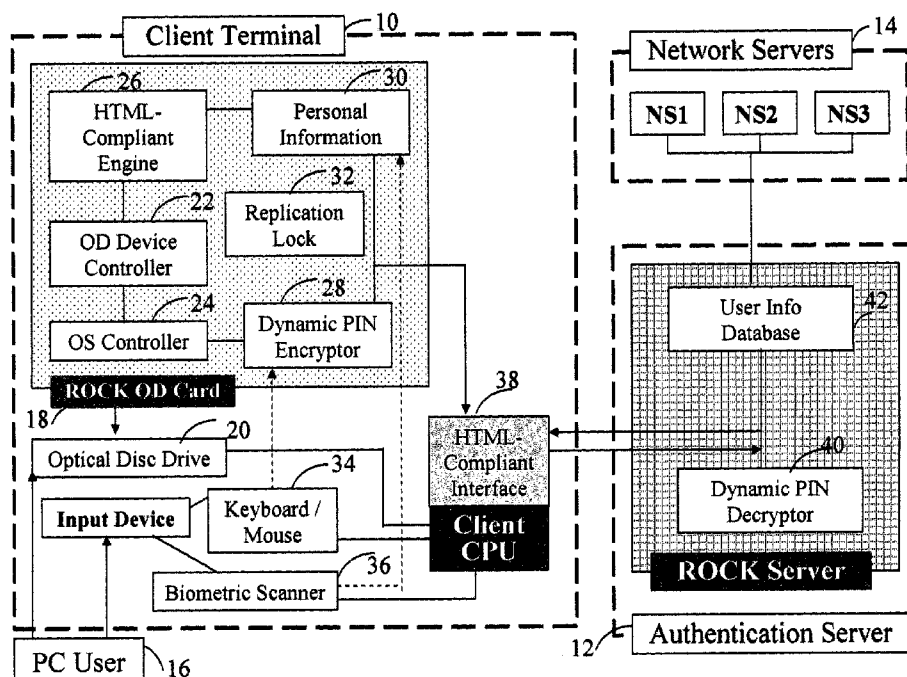 Client Terminal
10
26
HTML-
Compliant
Engine
30
Personal
Information
32
Replication
Lock
22
OD Device
Controller
24
OS Controller
28
Dynamic PIN
Encryptor
ROCK OD Card
18
20
Optical Disc Drive
34
Input Device
Keyboard /
Mouse
36
Biometric Scanner
38
HTML-
Compliant
Interface
Client
CPU
PC User
16
Network Servers
14
NS1
NS2
NS3
User Info
Database
42
40
Dynamic PIN
Decryptor
ROCK Server
12
Authentication Server